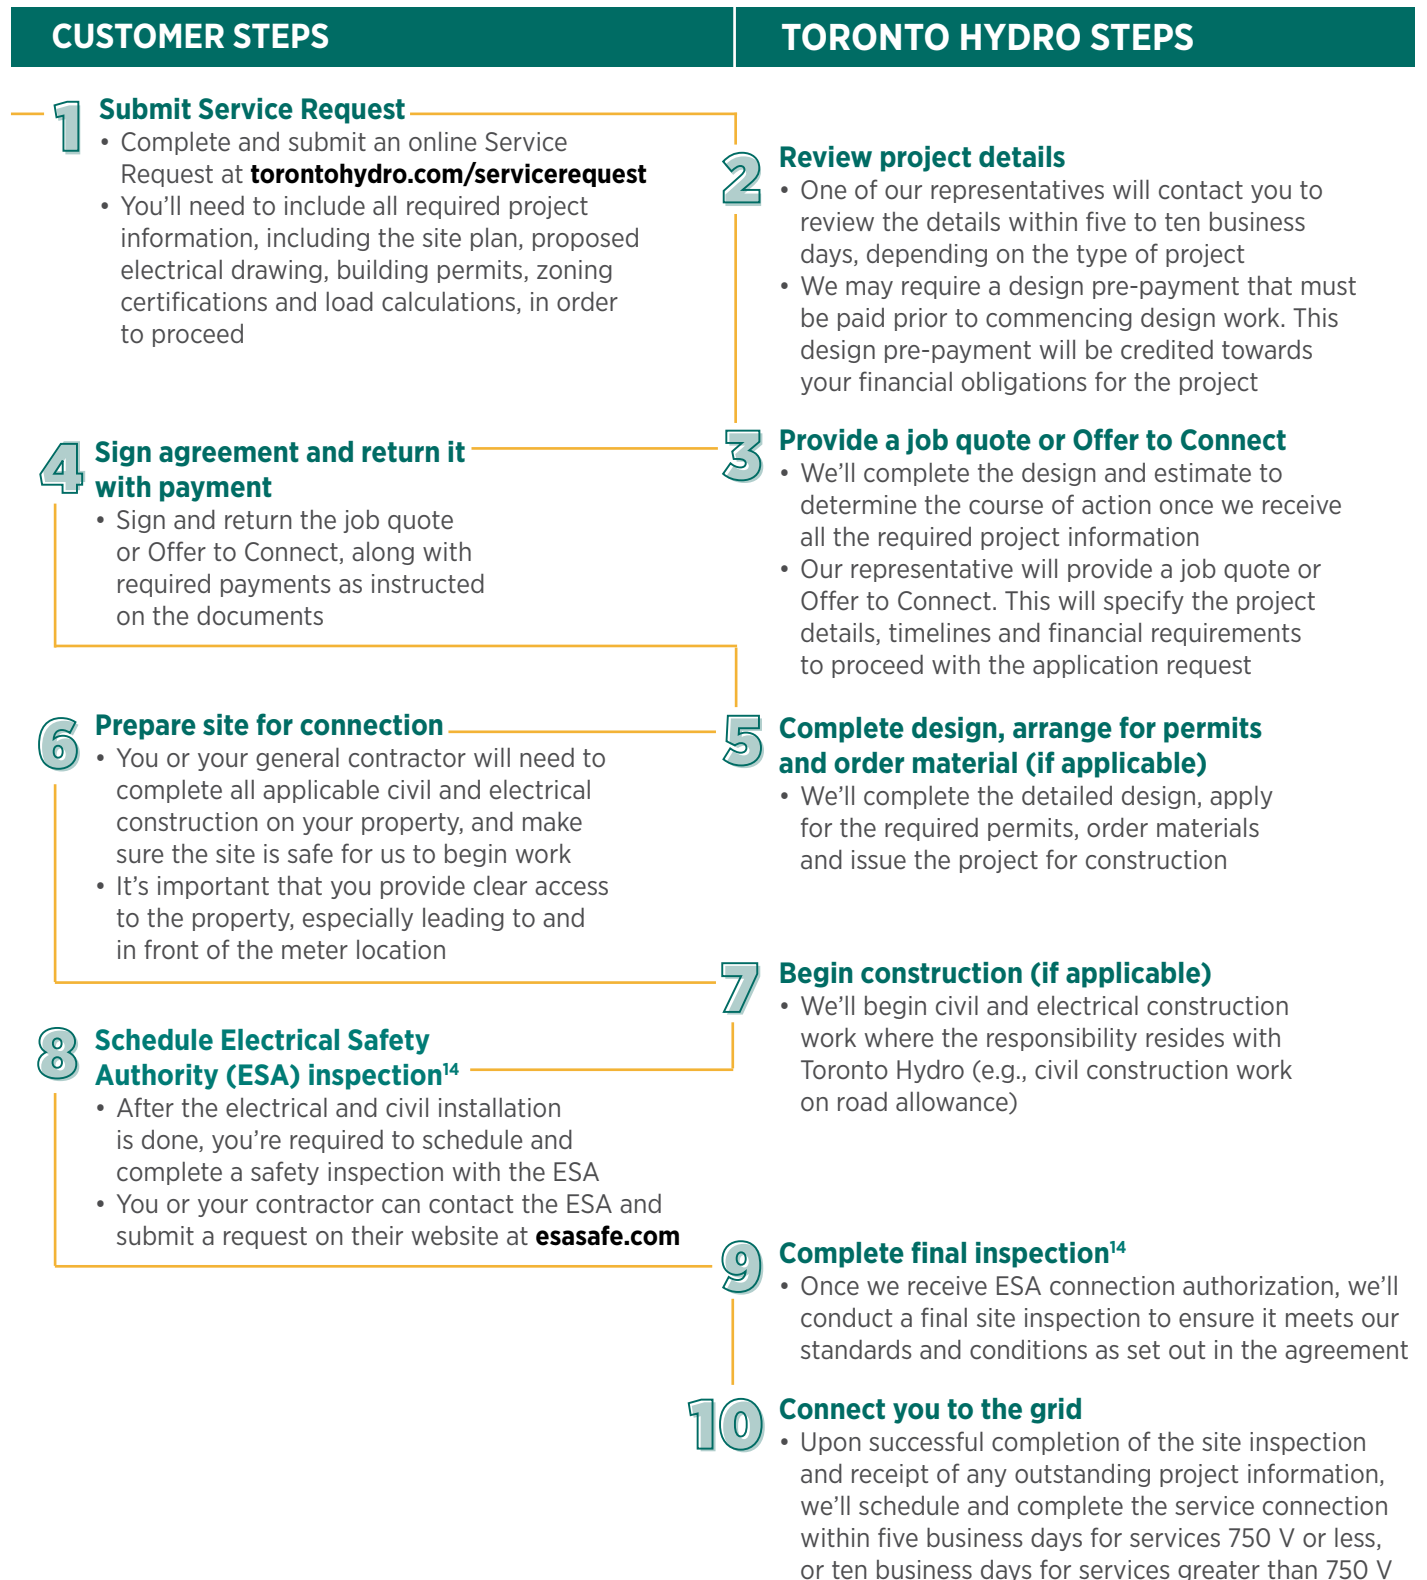 CUSTOMER STEPS
TORONTO HYDRO STEPS
1
Submit Service Request
• Complete and submit an online Service
Request at torontohydro.com/servicerequest
• You’ll need to include all required project
information, including the site plan, proposed
electrical drawing, building permits, zoning
certifications and load calculations, in order
to proceed
2
Review project details
• One of our representatives will contact you to
review the details within five to ten business
days, depending on the type of project
• We may require a design pre-payment that must
be paid prior to commencing design work. This
design pre-payment will be credited towards
your financial obligations for the project
3
Provide a job quote or Offer to Connect
• We’ll complete the design and estimate to
determine the course of action once we receive
all the required project information
• Our representative will provide a job quote or
Offer to Connect. This will specify the project
details, timelines and financial requirements
to proceed with the application request
4
Sign agreement and return it
with payment
• Sign and return the job quote
or Offer to Connect, along with
required payments as instructed
on the documents
5
Complete design, arrange for permits
and order material (if applicable)
• We’ll complete the detailed design, apply
for the required permits, order materials
and issue the project for construction
6
Prepare site for connection
• You or your general contractor will need to
complete all applicable civil and electrical
construction on your property, and make
sure the site is safe for us to begin work
• It’s important that you provide clear access
to the property, especially leading to and
in front of the meter location
7
Begin construction (if applicable)
• We’ll begin civil and electrical construction
work where the responsibility resides with
Toronto Hydro (e.g., civil construction work
on road allowance)
8
Schedule Electrical Safety
Authority (ESA) inspection14
• After the electrical and civil installation
is done, you’re required to schedule and
complete a safety inspection with the ESA
• You or your contractor can contact the ESA and
submit a request on their website at esasafe.com
9
Complete final inspection14
• Once we receive ESA connection authorization, we’ll
conduct a final site inspection to ensure it meets our
standards and conditions as set out in the agreement
10
Connect you to the grid
• Upon successful completion of the site inspection
and receipt of any outstanding project information,
we’ll schedule and complete the service connection
within five business days for services 750 V or less,
or ten business days for services greater than 750 V